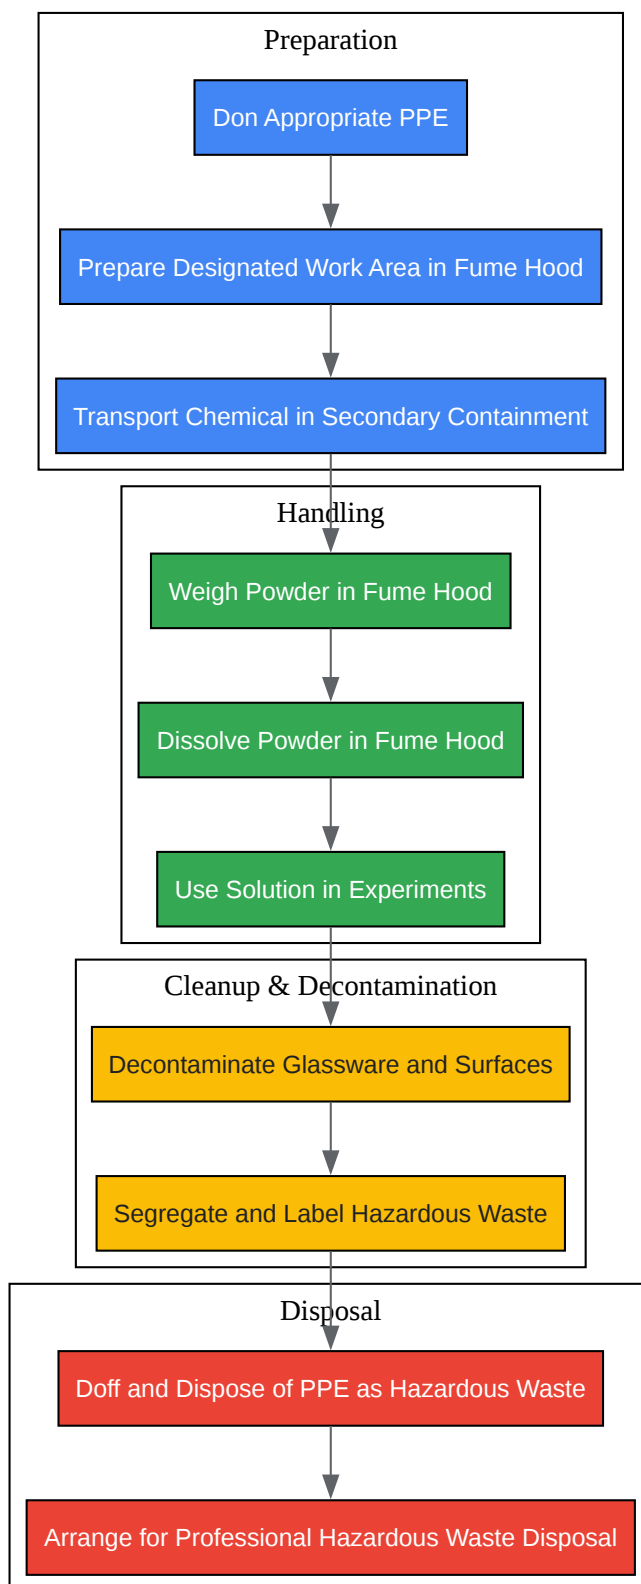 Preparation
Don Appropriate PPE
Prepare Designated Work Area in Fume Hood
Transport Chemical in Secondary Containment
Handling
Weigh Powder in Fume Hood
Dissolve Powder in Fume Hood
Use Solution in Experiments
Cleanup & Decontamination
Decontaminate Glassware and Surfaces
Segregate and Label Hazardous Waste
Disposal
Doff and Dispose of PPE as Hazardous Waste
Arrange for Professional Hazardous Waste Disposal